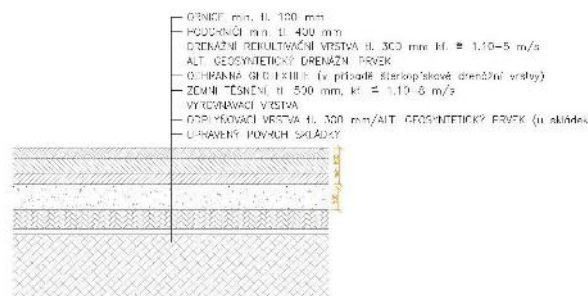 ORNICE min. tl. 100 mm
PODORNIČÍ min. tl. 400 mm
DRENÁŽNÍ REKULTIVAČNÍ VRSTVA tl. 300 mm kf. ≅ 1.10-5 m/s
ALT. GEOSYNTETICKÝ DRENÁŽNÍ PRVEK
OCHRANNÁ GEOTEXTILIE (v případě štěrkopískové drenážní vrstvy)
ZEMNÍ TĚSNĚNÍ, tl. 500 mm, kf. ≤ 1.10-8 m/s
VYROVNÁVACÍ VRSTVA
ODPLYŇOVACÍ VRSTVA tl. 300 mm/ALT. GEOSYNTETICKÝ PRVEK (u skládek
UPRAVENÝ POVRCH SKLÁDKY